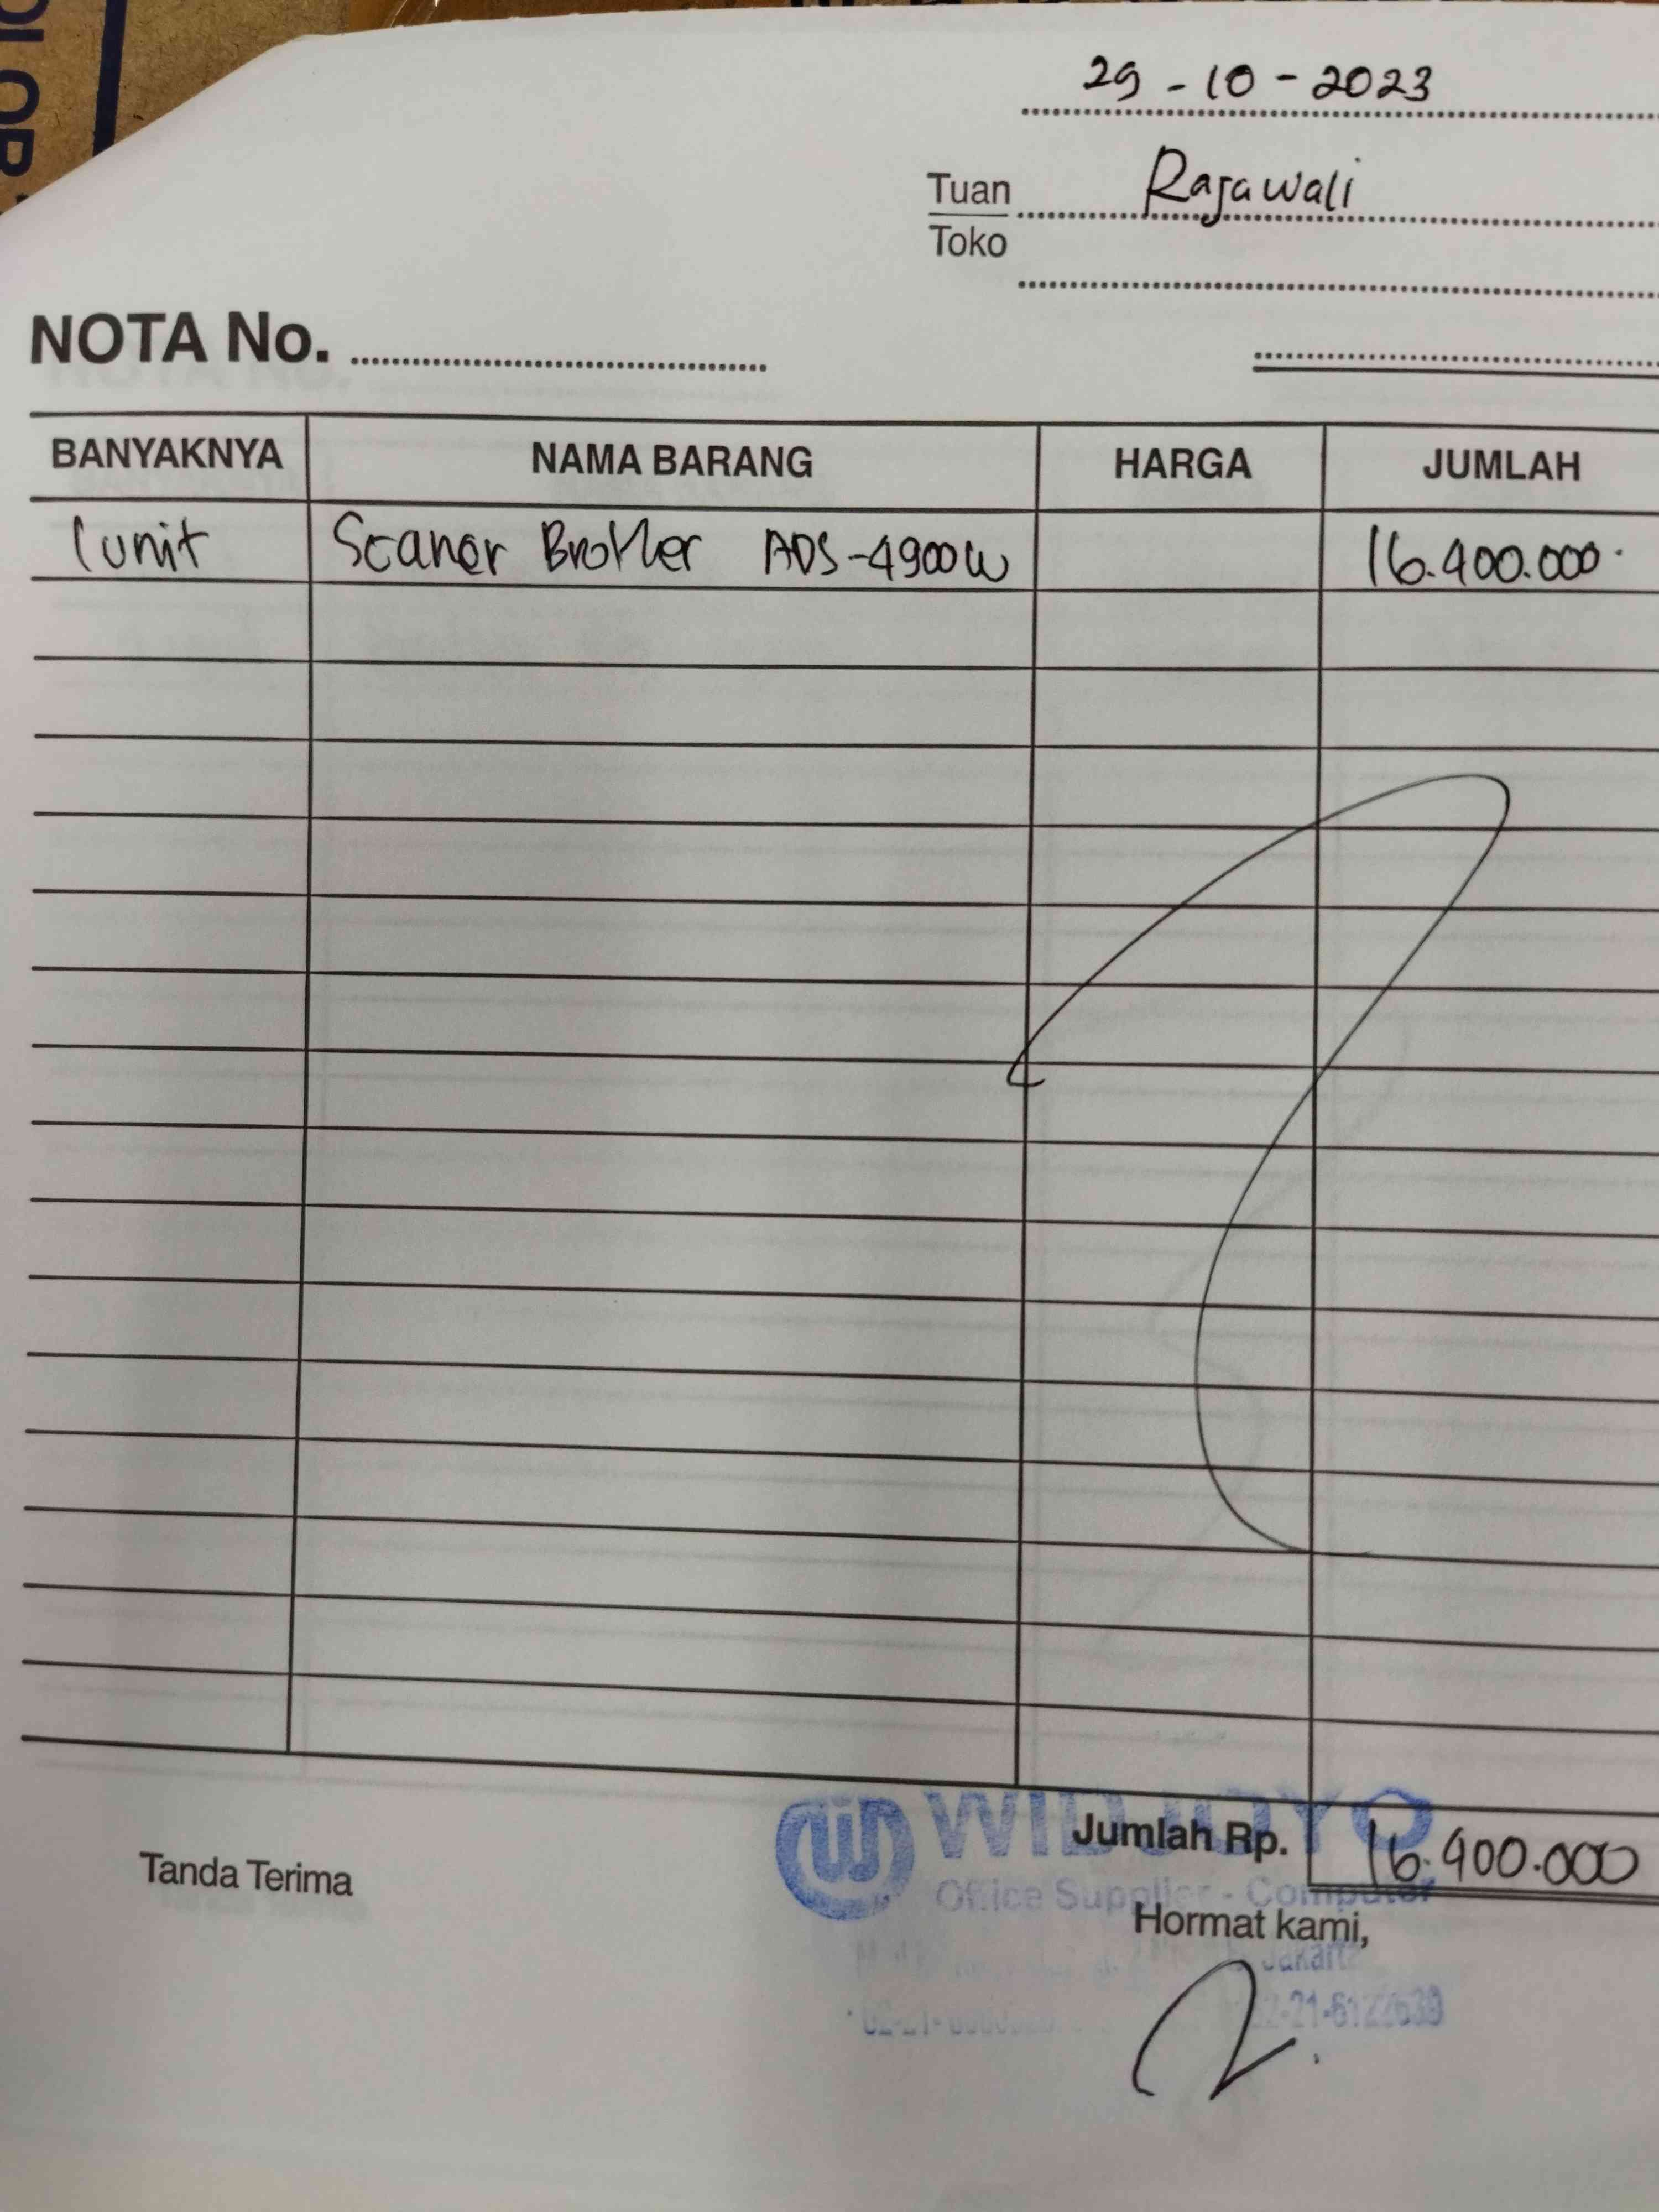 29-10-2023
Tuan Rajawali
Toko
NOTA No.
BANYAKNYA NAMA BARANG HARGA JUMLAH
1 unit Scaner Brother ADS-4900W 16.400.000.
WIDJOYO
Jumlah Rp. 16.400.000
Tanda Terima
Office Supplier - Computer
Hormat kami,
Jakarta